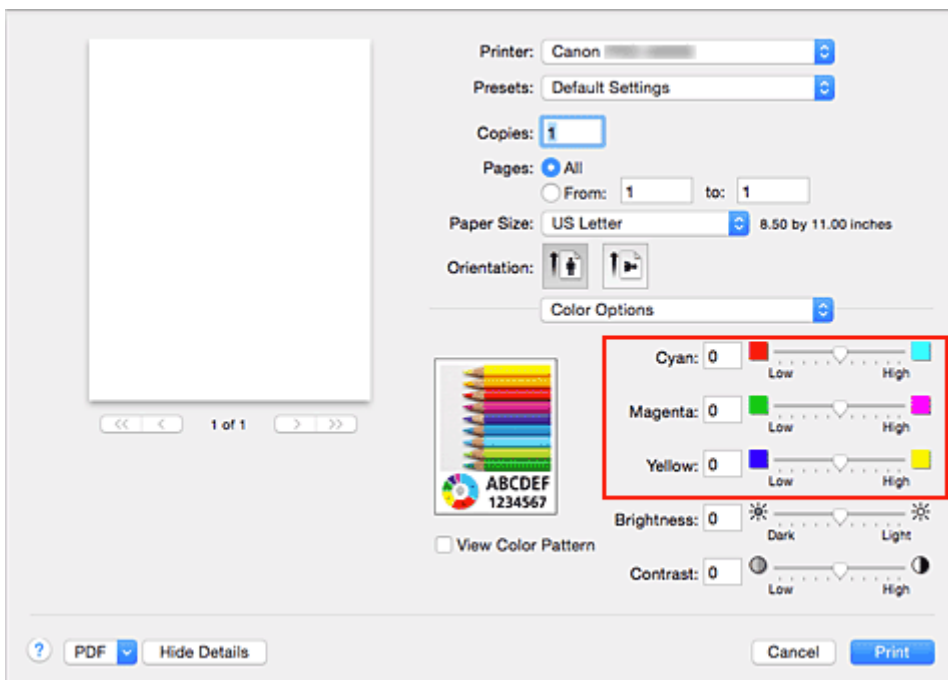 Printer: Canon
Presets: Default Settings
Copies: 1
Pages: All
From: 1 to: 1
Paper Size: US Letter 8.50 by 11.00 inches
Orientation:
Color Options
Cyan: 0
Low High
Magenta: 0
Low High
Yellow: 0
Low High
Brightness: 0
Dark Light
Contrast: 0
Low High
<< < 1 of 1 > >>
ABCDEF
1234567
View Color Pattern
? PDF Hide Details Cancel Print